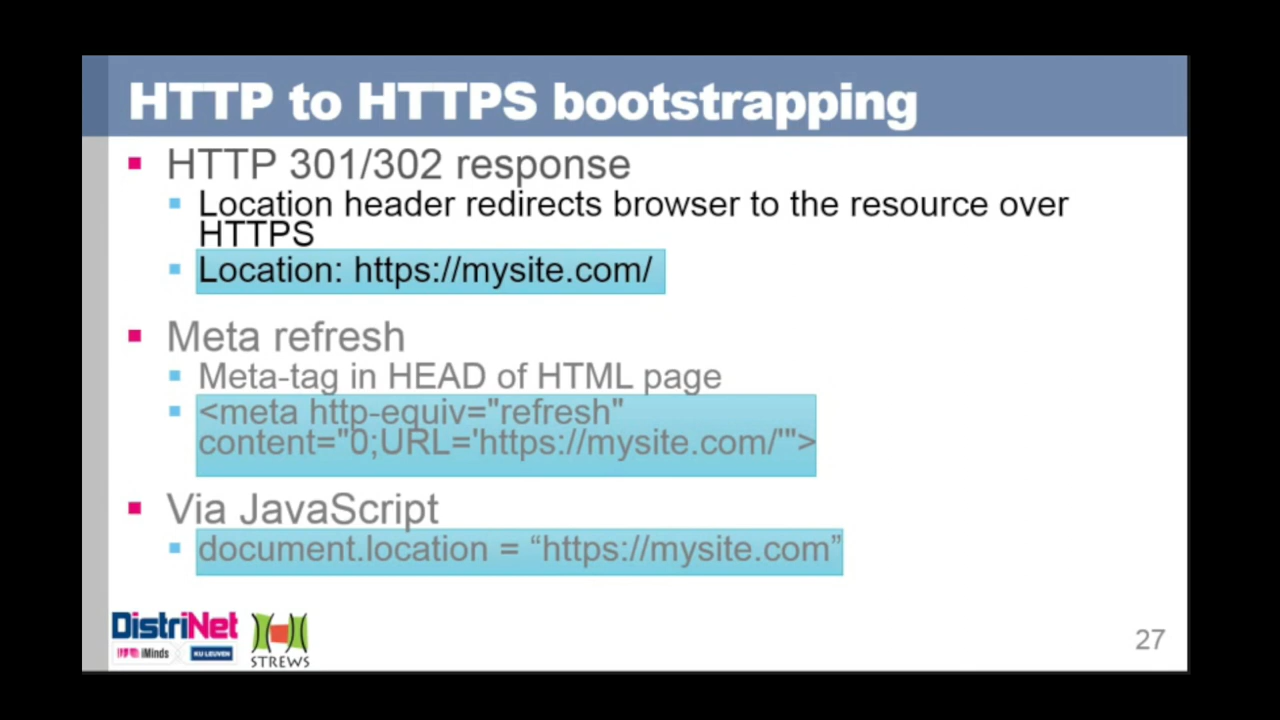 HTTP to HTTPS bootstrapping
HTTP 301/302 response
Location header redirects browser to the resource over
HTTPS
Location: https://mysite.com/
Meta refresh
Meta-tag in HEAD of HTML page
<meta http-equiv="refresh"
content="0;URL='https://mysite.com/'">
Via JavaScript
document.location = “https://mysite.com”
DistriNet
iMinds
KU LEUVEN
STREWS
27